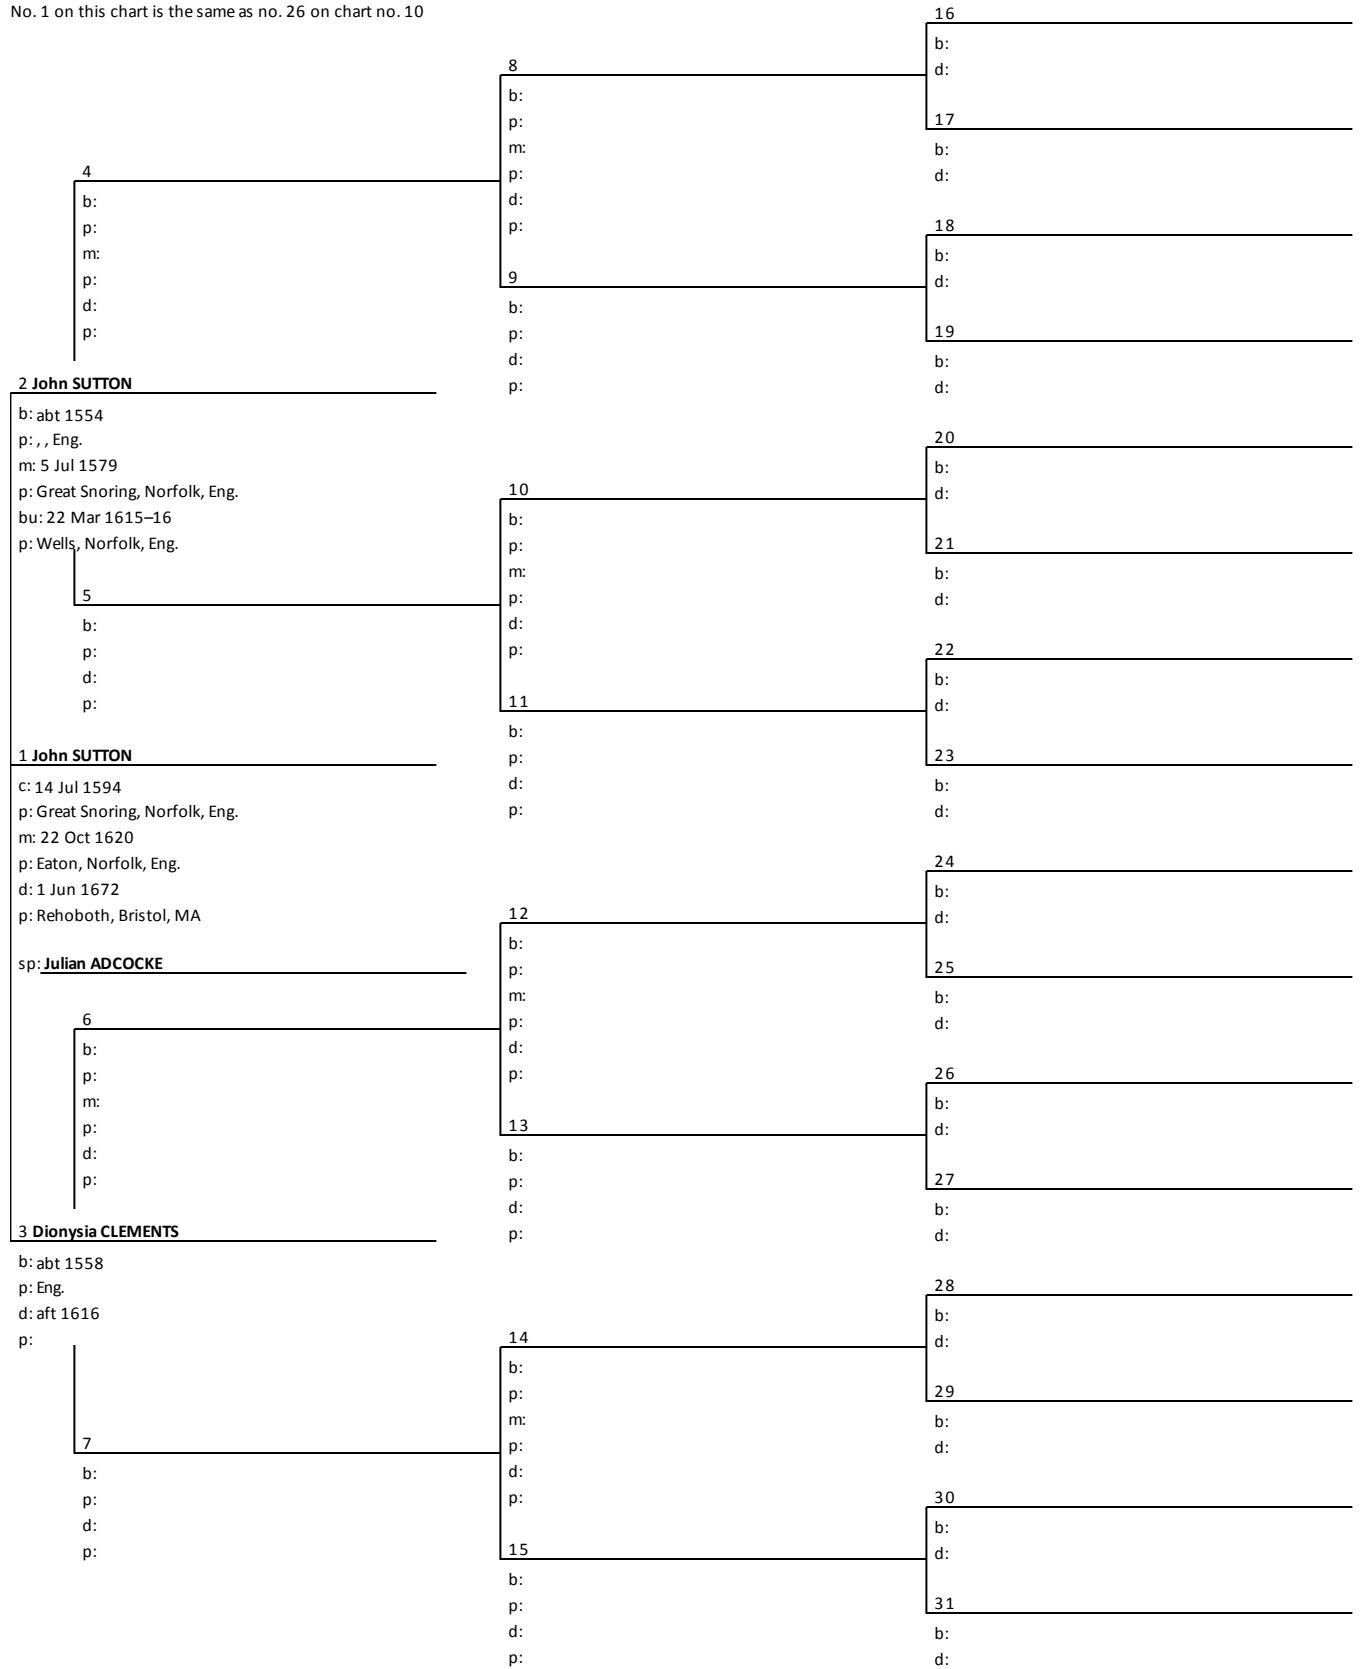 No. 1 on this chart is the same as no. 26 on chart no. 10
16
b:
d:
8
b:
p:
m:
p:
d:
p:
17
b:
d:
4
b:
p:
m:
p:
d:
p:
18
b:
d:
9
b:
p:
d:
p:
19
b:
d:
2 John SUTTON
b: abt 1554
p: , , Eng.
m: 5 Jul 1579
p: Great Snoring, Norfolk, Eng.
bu: 22 Mar 1615–16
p: Wells, Norfolk, Eng.
20
b:
d:
10
b:
p:
m:
p:
d:
p:
21
b:
d:
5
b:
p:
d:
p:
22
b:
d:
11
b:
p:
d:
p:
23
b:
d:
1 John SUTTON
c: 14 Jul 1594
p: Great Snoring, Norfolk, Eng.
m: 22 Oct 1620
p: Eaton, Norfolk, Eng.
d: 1 Jun 1672
p: Rehoboth, Bristol, MA
sp: Julian ADCOCKE
24
b:
d:
12
b:
p:
m:
p:
d:
p:
25
b:
d:
6
b:
p:
m:
p:
d:
p:
26
b:
d:
13
b:
p:
d:
p:
27
b:
d:
3 Dionysia CLEMENTS
b: abt 1558
p: Eng.
d: aft 1616
p:
28
b:
d:
14
b:
p:
m:
p:
d:
p:
29
b:
d:
7
b:
p:
d:
p:
30
b:
d:
15
b:
p:
d:
p:
31
b:
d: